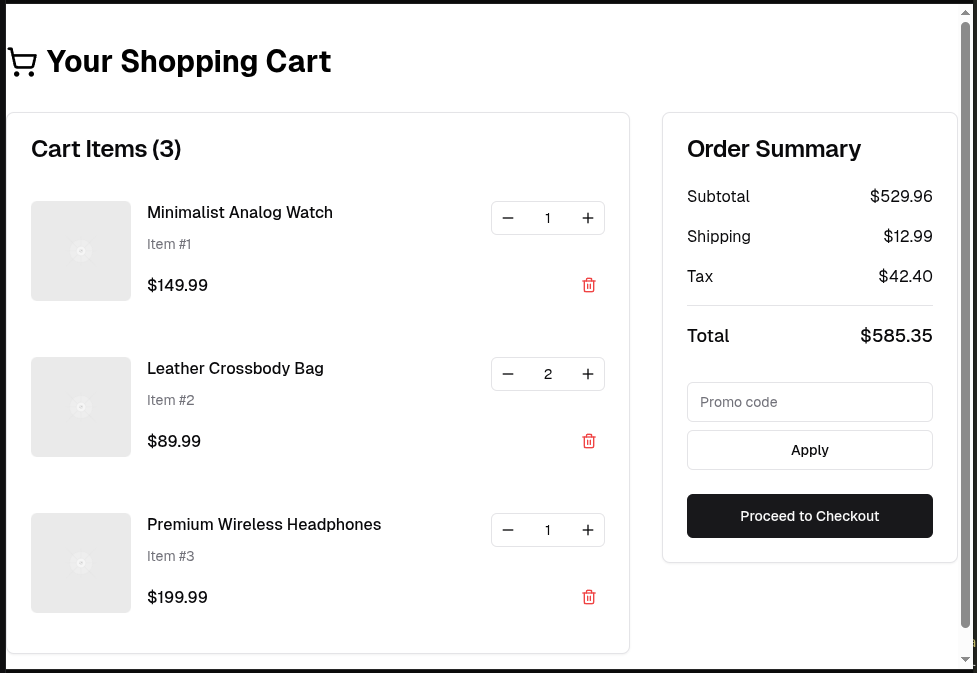 Your Shopping Cart
Cart Items (3)
Minimalist Analog Watch
1
Item #1
$149.99
Leather Crossbody Bag
2
Item #2
$89.99
Premium Wireless Headphones
1
Item #3
$199.99
Order Summary
Subtotal $529.96
Shipping $12.99
Tax $42.40
Total $585.35
Promo code
Apply
Proceed to Checkout